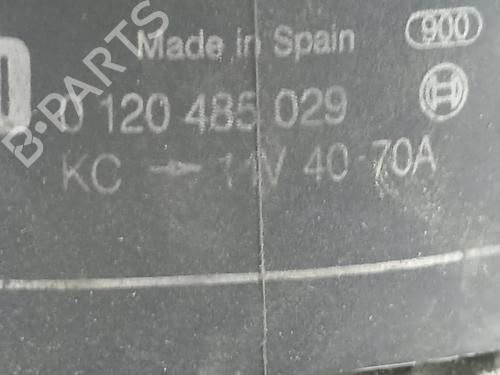 Made in Spain 900
0 120 485 029
KC → 14V 40-70A
B-PARTS